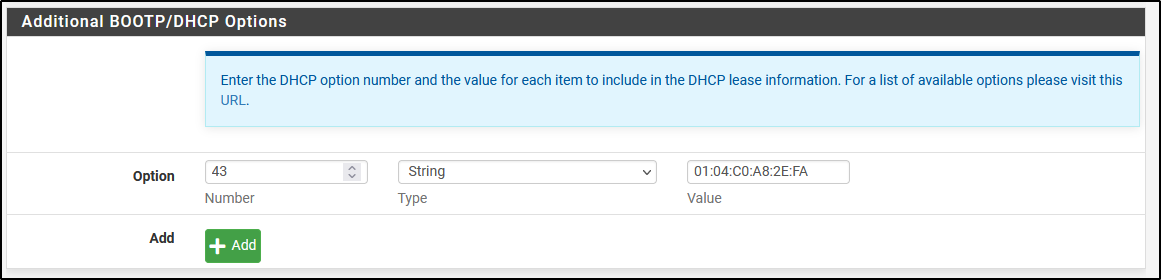 Additional BOOTP/DHCP Options
Enter the DHCP option number and the value for each item to include in the DHCP lease information. For a list of available options please visit this
URL.
Option 43 String 01:04:C0:A8:2E:FA
Number Type Value
Add Add